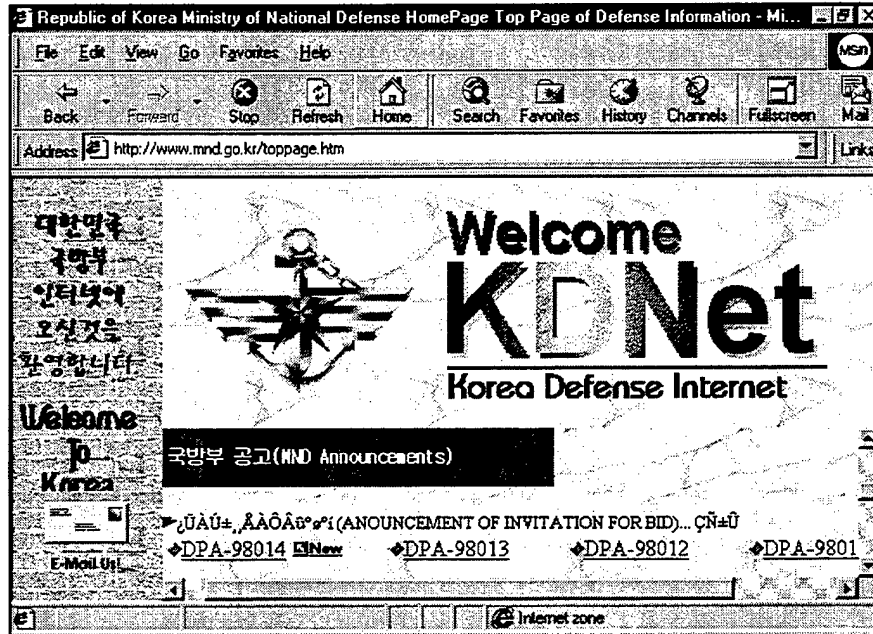 Republic of Korea Ministry of National Defense HomePage Top Page of Defense Information - Mi...
File Edit View Go Favorites Help
msn
Back Forward Stop Refresh Home Search Favorites History Channels Fullscreen Mail
Address http://www.mnd.go.kr/toppage.htm Links
대한민국
국방부
인터넷에
오신것을
환영합니다
Welcome
To
Korea
E-Mail Us!
Welcome
KDNet
Korea Defense Internet
국방부 공고(MND Announcements)
¿ÜÀÚ±¸ÅÀÔÂû°ø°í (ANOUNCEMENT OF INVITATION FOR BID)... ÇÑ±Û
DPA-98014 New DPA-98013 DPA-98012 DPA-9801
Internet zone